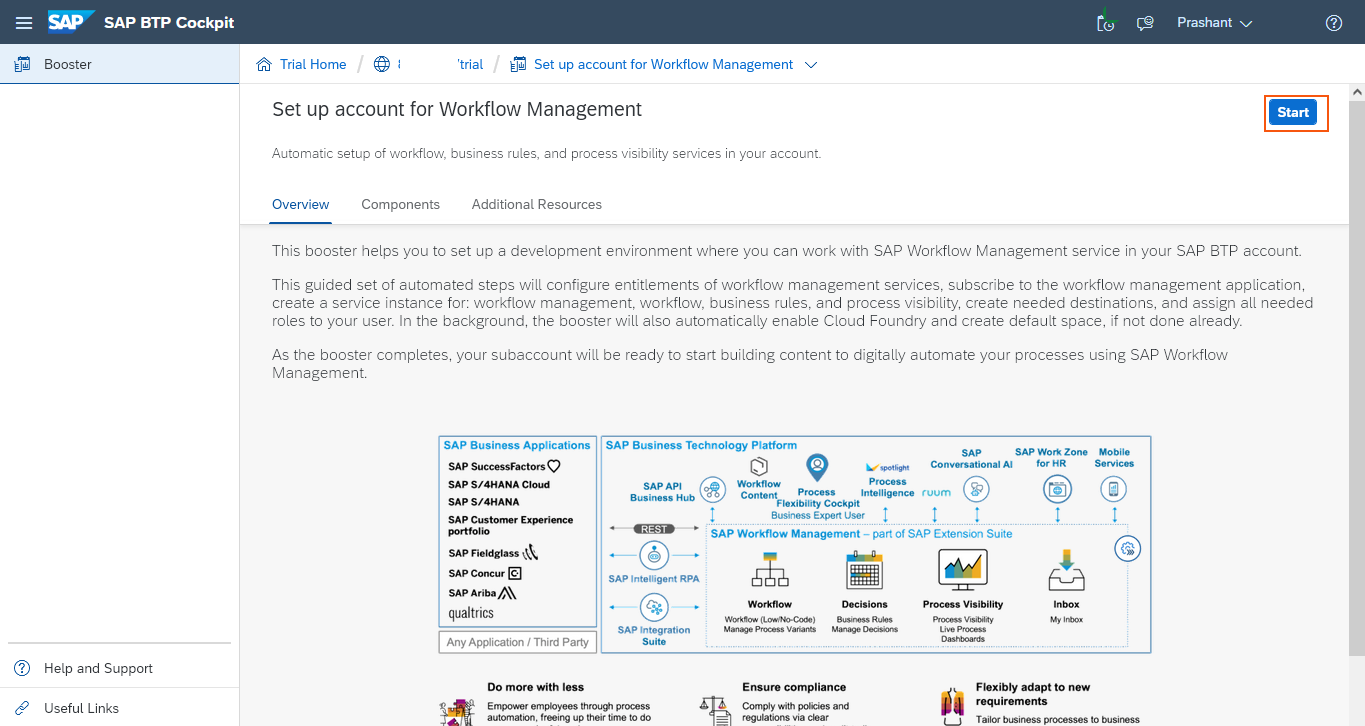 SAP SAP BTP Cockpit
Prashant
Booster
Trial Home / 'trial / Set up account for Workflow Management
Set up account for Workflow Management
Start
Automatic setup of workflow, business rules, and process visibility services in your account.
Overview Components Additional Resources
This booster helps you to set up a development environment where you can work with SAP Workflow Management service in your SAP BTP account.
This guided set of automated steps will configure entitlements of workflow management services, subscribe to the workflow management application,
create a service instance for: workflow management, workflow, business rules, and process visibility, create needed destinations, and assign all needed
roles to your user. In the background, the booster will also automatically enable Cloud Foundry and create default space, if not done already.
As the booster completes, your subaccount will be ready to start building content to digitally automate your processes using SAP Workflow
Management.
SAP Business Applications
SAP SuccessFactors
SAP S/4HANA Cloud
SAP S/4HANA
SAP Customer Experience
portfolio
SAP Fieldglass
SAP Concur
SAP Ariba
qualtrics
Any Application / Third Party
SAP Business Technology Platform
SAP API
Business Hub
Workflow
Content
Process
Flexibility Cockpit
Business Expert User
spotlight
Process
Intelligence
ruum
SAP
Conversational AI
SAP Work Zone
for HR
Mobile
Services
REST
SAP Intelligent RPA
SAP Integration
Suite
SAP Workflow Management – part of SAP Extension Suite
Workflow
Workflow (Low/No-Code)
Manage Process Variants
Decisions
Business Rules
Manage Decisions
Process Visibility
Process Visibility
Live Process
Dashboards
Inbox
My Inbox
Do more with less
Empower employees through process
automation, freeing up their time to do
Ensure compliance
Comply with policies and
regulations via clear
Flexibly adapt to new
requirements
Tailor business processes to business
Help and Support
Useful Links